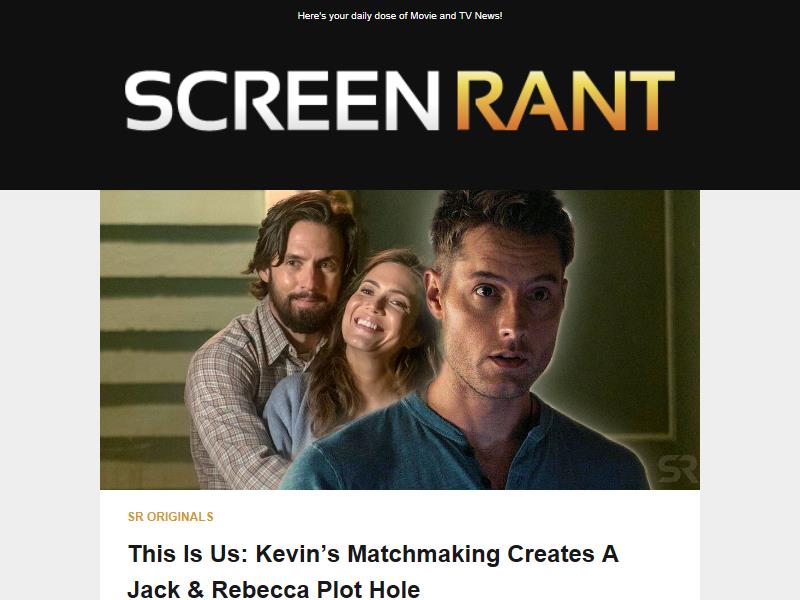 Here's your daily dose of Movie and TV News!
SCREEN RANT
SR
SR ORIGINALS
This Is Us: Kevin’s Matchmaking Creates A
Jack & Rebecca Plot Hole